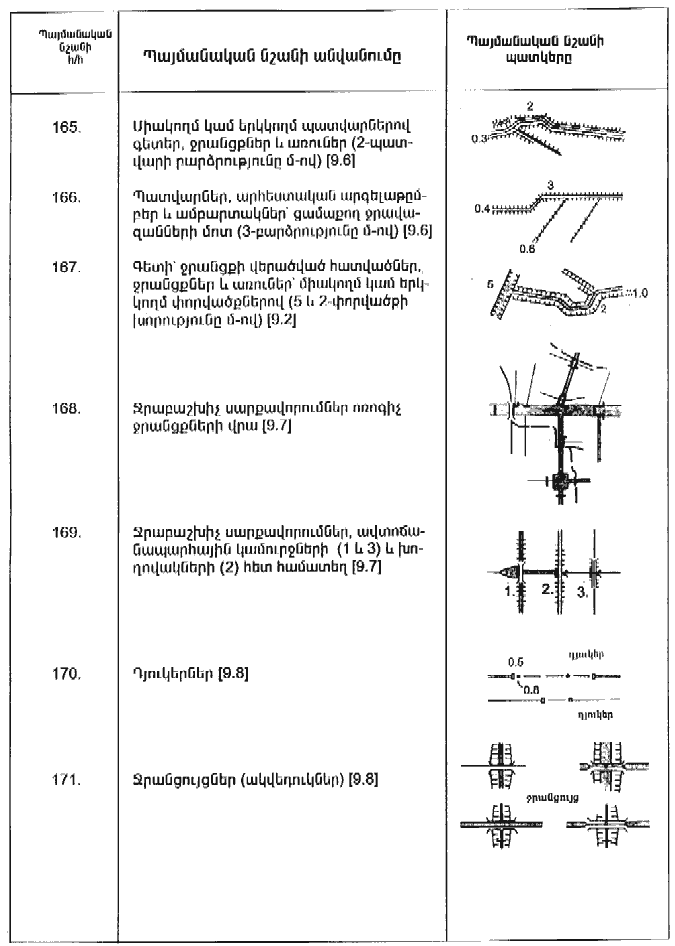 Պայմանական
նշանի
հ/հ
Պայմանական նշանի անվանումը
Պայմանական նշանի
պատկերը
165.
Միակողմ կամ երկկողմ պատվարներով
գետեր, ջրանցքներ և առուներ (2-պատ-
վարի բարձրությունը մ-ով) [9.6]
2
0.3
166.
Պատվարներ, արհեստական արգելաթըմ-
բեր և ամբարտակներ՝ ցամաքող ջրավա-
զանների մոտ (3-բարձրությունը մ-ով) [9.6]
3
0.4
0.6
167.
Գետի՝ ջրանցքի վերածված հատվածներ,
ջրանցքներ և առուներ՝ միակողմ կամ երկ-
կողմ փորվածքներով (5 և 2-փորվածքի
խորությունը մ-ով) [9.2]
5
1.0
2
168.
Ջրաբաշխիչ սարքավորումներ ոռոգիչ
ջրանցքների վրա [9.7]
169.
Ջրաբաշխիչ սարքավորումներ, ավտոճա-
նապարհային կամուրջների (1 և 3) և խո-
ղովակների (2) հետ համատեղ [9.7]
1.
2.
3.
170.
Դյուկերներ [9.8]
դյուկեր
0.5
0.8
դյուկեր
171.
Ջրանցույցներ (ակվեդուկներ) [9.8]
ջրանցույց